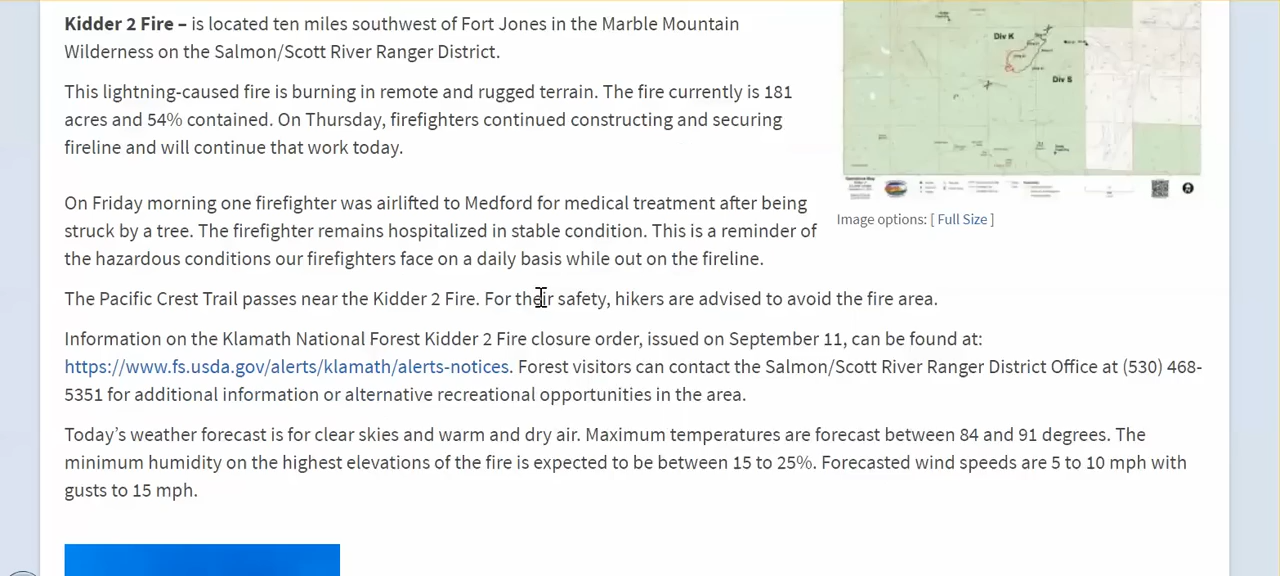 Kidder 2 Fire – is located ten miles southwest of Fort Jones in the Marble Mountain
Wilderness on the Salmon/Scott River Ranger District.
This lightning-caused fire is burning in remote and rugged terrain. The fire currently is 181
acres and 54% contained. On Thursday, firefighters continued constructing and securing
fireline and will continue that work today.
On Friday morning one firefighter was airlifted to Medford for medical treatment after being
struck by a tree. The firefighter remains hospitalized in stable condition. This is a reminder of
the hazardous conditions our firefighters face on a daily basis while out on the fireline.
Div K
Div S
Image options: [ Full Size ]
The Pacific Crest Trail passes near the Kidder 2 Fire. For their safety, hikers are advised to avoid the fire area.
Information on the Klamath National Forest Kidder 2 Fire closure order, issued on September 11, can be found at:
https://www.fs.usda.gov/alerts/klamath/alerts-notices. Forest visitors can contact the Salmon/Scott River Ranger District Office at (530) 468-
5351 for additional information or alternative recreational opportunities in the area.
Today’s weather forecast is for clear skies and warm and dry air. Maximum temperatures are forecast between 84 and 91 degrees. The
minimum humidity on the highest elevations of the fire is expected to be between 15 to 25%. Forecasted wind speeds are 5 to 10 mph with
gusts to 15 mph.